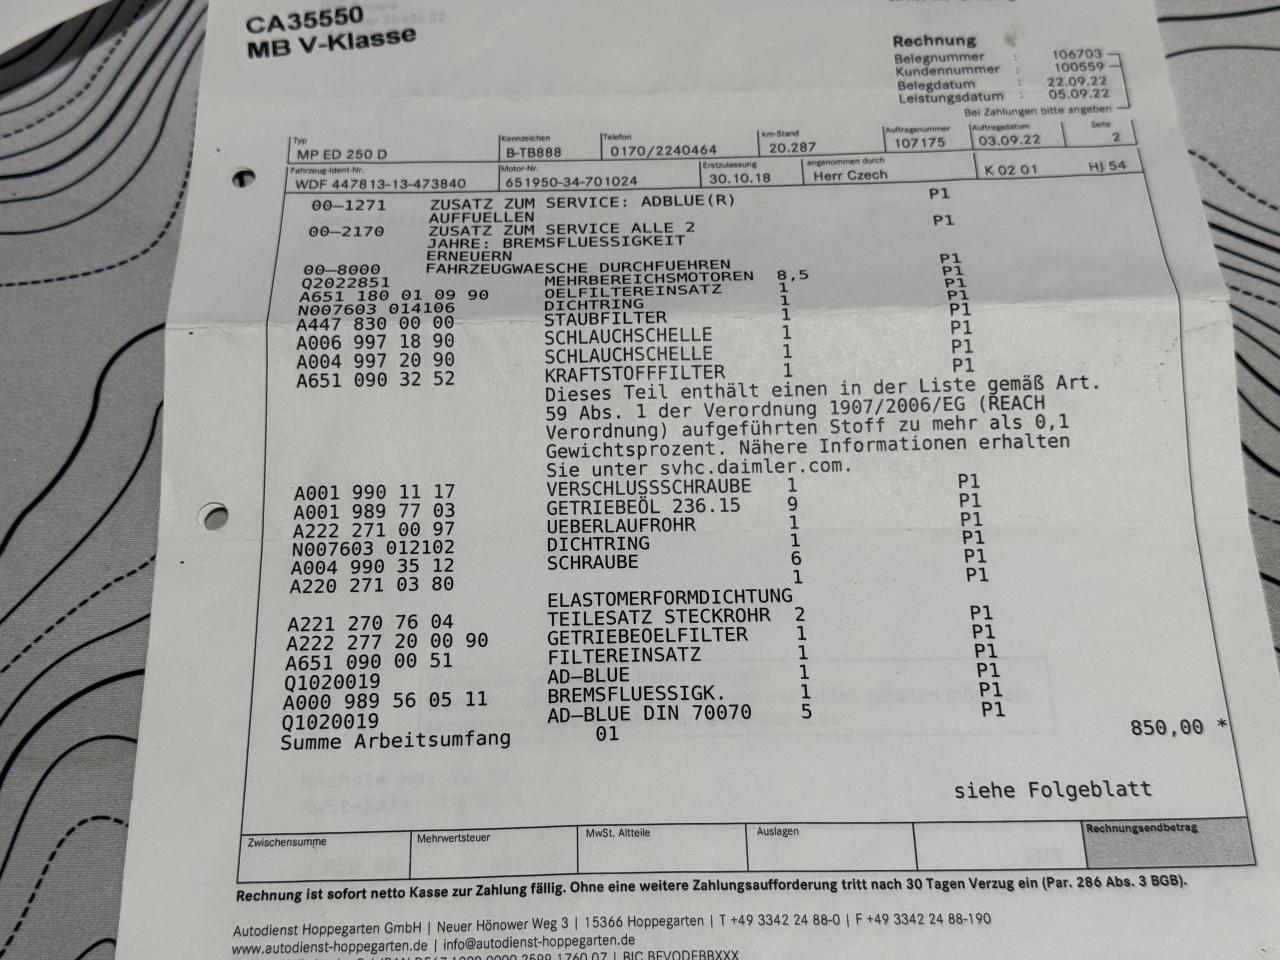 CA35550
MB V-Klasse
Rechnung
Belegnummer : 106703
Kundennummer : 100559
Belegdatum : 22.09.22
Leistungsdatum : 05.09.22
Bei Zahlungen bitte angeben
Typ Kennzeichen Telefon km-Stand Auftragsnummer Auftragsdatum Seite
MP ED 250 D B-TB888 0170/2240464 20.287 107175 03.09.22 2
Fahrzeug-Ident-Nr. Motor-Nr. Erstzulassung angenommen durch
WDF 447813-13-473840 651950-34-701024 30.10.18 Herr Czech K 02 01 HJ 54
00-1271 ZUSATZ ZUM SERVICE: ADBLUE(R) P1
AUFFUELLEN
00-2170 ZUSATZ ZUM SERVICE ALLE 2 P1
JAHRE: BREMSFLUESSIGKEIT
ERNEUERN
00-8000 FAHRZEUGWAESCHE DURCHFUEHREN P1
Q2022851 MEHRBEREICHSMOTOREN 8,5 P1
A651 180 01 09 90 OELFILTEREINSATZ 1 P1
N007603 014106 DICHTRING 1 P1
A447 830 00 00 STAUBFILTER 1 P1
A006 997 18 90 SCHLAUCHSCHELLE 1 P1
A004 997 20 90 SCHLAUCHSCHELLE 1 P1
A651 090 32 52 KRAFTSTOFFFILTER 1 P1
Dieses Teil enthält einen in der Liste gemäß Art.
59 Abs. 1 der Verordnung 1907/2006/EG (REACH
Verordnung) aufgeführten Stoff zu mehr als 0,1
Gewichtsprozent. Nähere Informationen erhalten
Sie unter svhc.daimler.com.
A001 990 11 17 VERSCHLUSSSCHRAUBE 1 P1
A001 989 77 03 GETRIEBEÖL 236.15 9 P1
A222 271 00 97 UEBERLAUFROHR 1 P1
N007603 012102 DICHTRING 1 P1
A004 990 35 12 SCHRAUBE 6 P1
A220 271 03 80 1 P1
ELASTOMERFORMDICHTUNG
A221 270 76 04 TEILESATZ STECKROHR 2 P1
A222 277 20 00 90 GETRIEBEOELFILTER 1 P1
A651 090 00 51 FILTEREINSATZ 1 P1
Q1020019 AD-BLUE 1 P1
A000 989 56 05 11 BREMSFLUESSIGK. 1 P1
Q1020019 AD-BLUE DIN 70070 5 P1
Summe Arbeitsumfang 01 850,00 *
siehe Folgeblatt
Zwischensumme Mehrwertsteuer MwSt. Altteile Auslagen Rechnungsendbetrag
Rechnung ist sofort netto Kasse zur Zahlung fällig. Ohne eine weitere Zahlungsaufforderung tritt nach 30 Tagen Verzug ein (Par. 286 Abs. 3 BGB).
Autodienst Hoppegarten GmbH | Neuer Hönower Weg 3 | 15366 Hoppegarten | T +49 3342 24 88-0 | F +49 3342 24 88-190
www.autodienst-hoppegarten.de | info@autodienst-hoppegarten.de